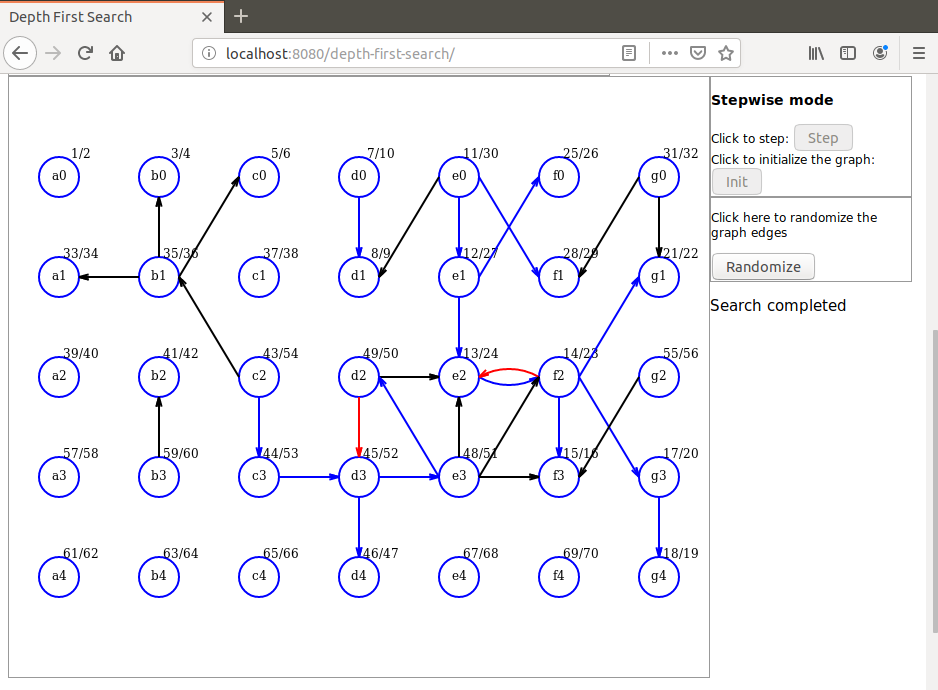 Depth First Search
localhost:8080/depth-first-search/
1/2 3/4 5/6 7/10 11/30 25/26 31/32
a0 b0 c0 d0 e0 f0 g0
33/34 35/36 37/38 8/9 12/27 28/29 21/22
a1 b1 c1 d1 e1 f1 g1
39/40 41/42 43/54 49/50 13/24 14/23 55/56
a2 b2 c2 d2 e2 f2 g2
57/58 59/60 44/53 45/52 48/51 15/16 17/20
a3 b3 c3 d3 e3 f3 g3
61/62 63/64 65/66 46/47 67/68 69/70 18/19
a4 b4 c4 d4 e4 f4 g4
Stepwise mode
Click to step: Step
Click to initialize the graph:
Init
Click here to randomize the
graph edges
Randomize
Search completed